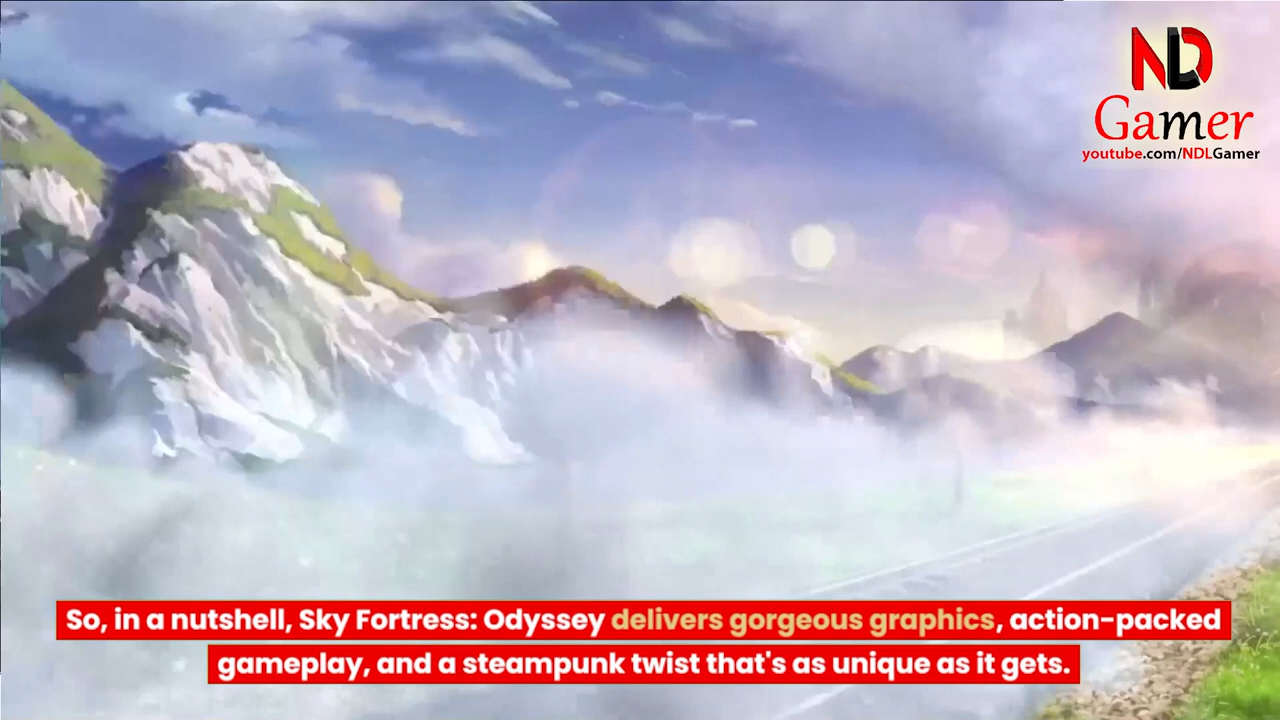 NDL
Gamer
youtube.com/NDLGamer
So, in a nutshell, Sky Fortress: Odyssey delivers gorgeous graphics, action-packed
gameplay, and a steampunk twist that's as unique as it gets.